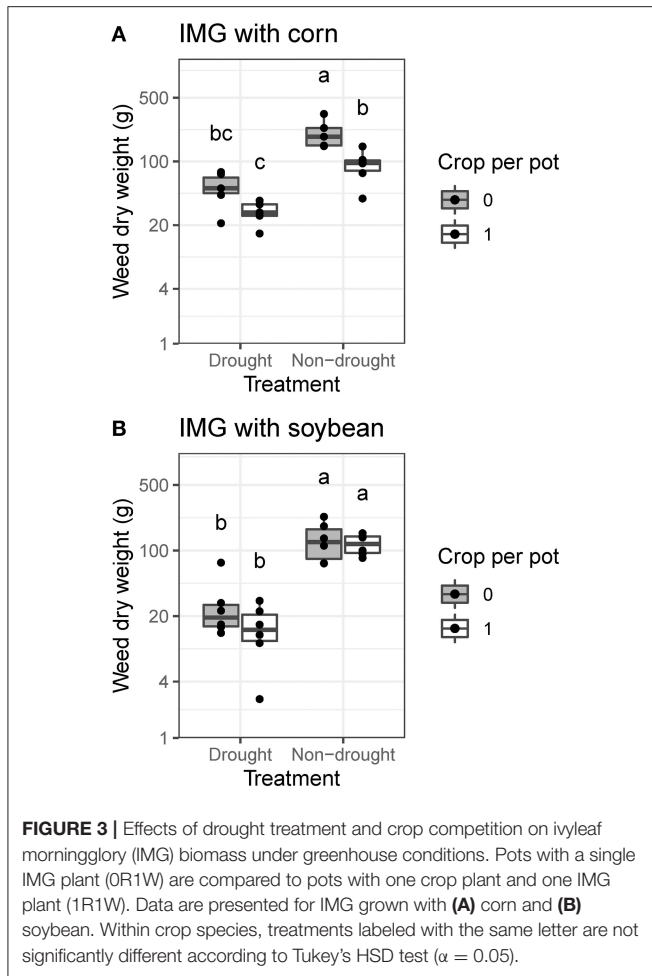 A IMG with corn
Weed dry weight (g)
500
100
20
4
1
bc
c
a
b
Drought Non-drought
Treatment
Crop per pot
0
1
B IMG with soybean
Weed dry weight (g)
500
100
20
4
1
b
b
a
a
Drought Non-drought
Treatment
Crop per pot
0
1
FIGURE 3 | Effects of drought treatment and crop competition on ivyleaf
morningglory (IMG) biomass under greenhouse conditions. Pots with a single
IMG plant (0R1W) are compared to pots with one crop plant and one IMG
plant (1R1W). Data are presented for IMG grown with (A) corn and (B)
soybean. Within crop species, treatments labeled with the same letter are not
significantly different according to Tukey's HSD test (α = 0.05).